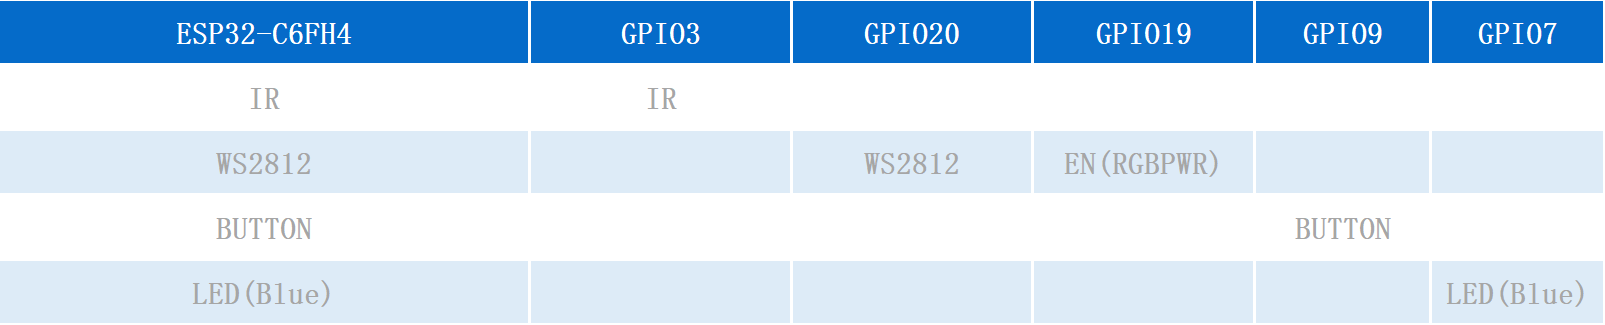 ESP32-C6FH4 GPIO3 GPIO20 GPIO19 GPIO9 GPIO7
IR IR
WS2812 WS2812 EN(RGBPWR)
BUTTON BUTTON
LED(Blue) LED(Blue)